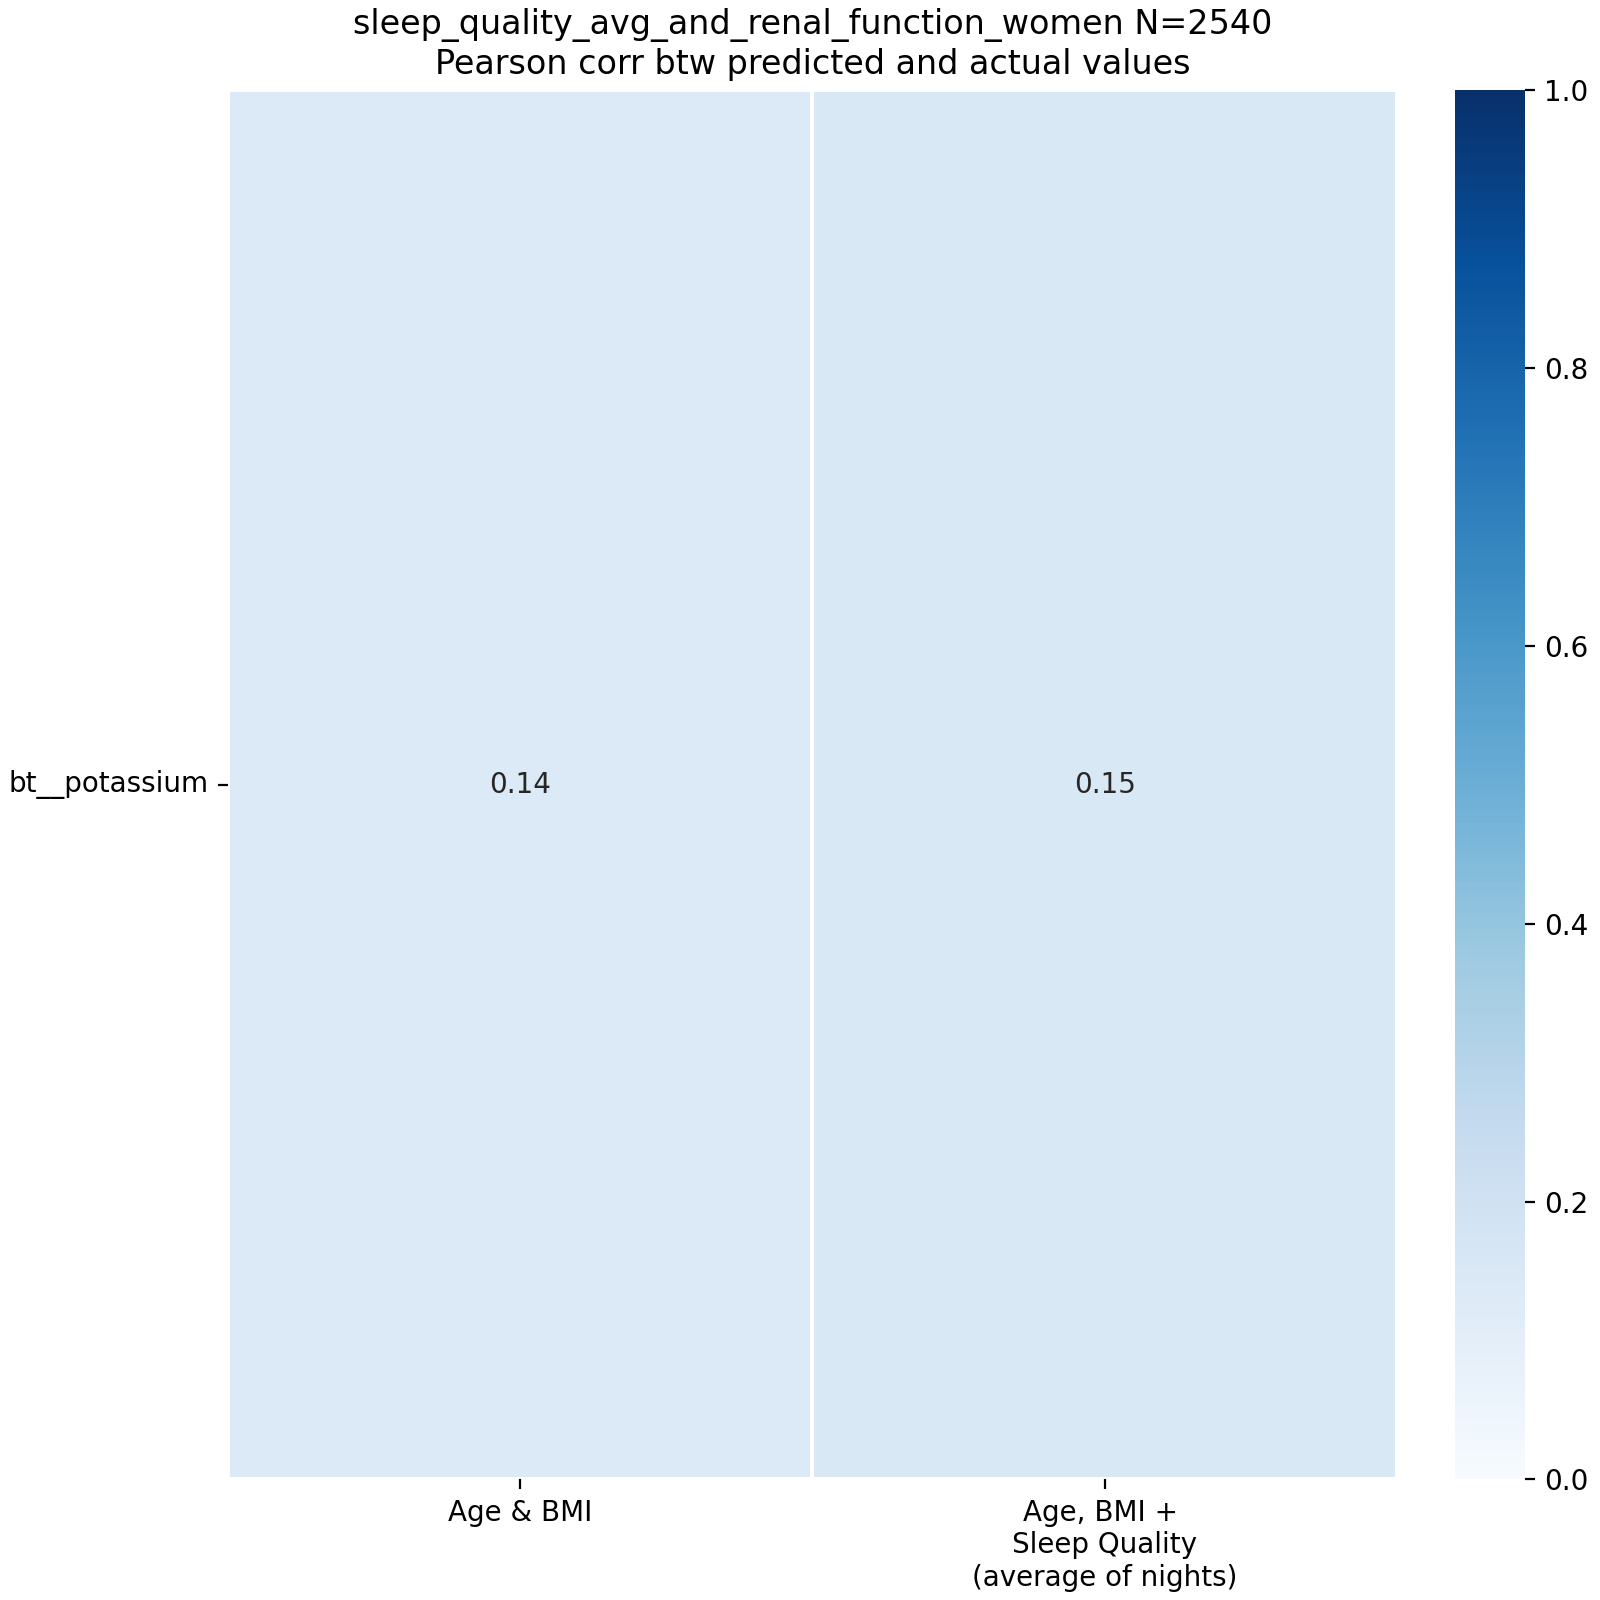 sleep_quality_avg_and_renal_function_women N=2540
Pearson corr btw predicted and actual values
bt__potassium
0.14
0.15
Age & BMI
Age, BMI +
Sleep Quality
(average of nights)
1.0
0.8
0.6
0.4
0.2
0.0